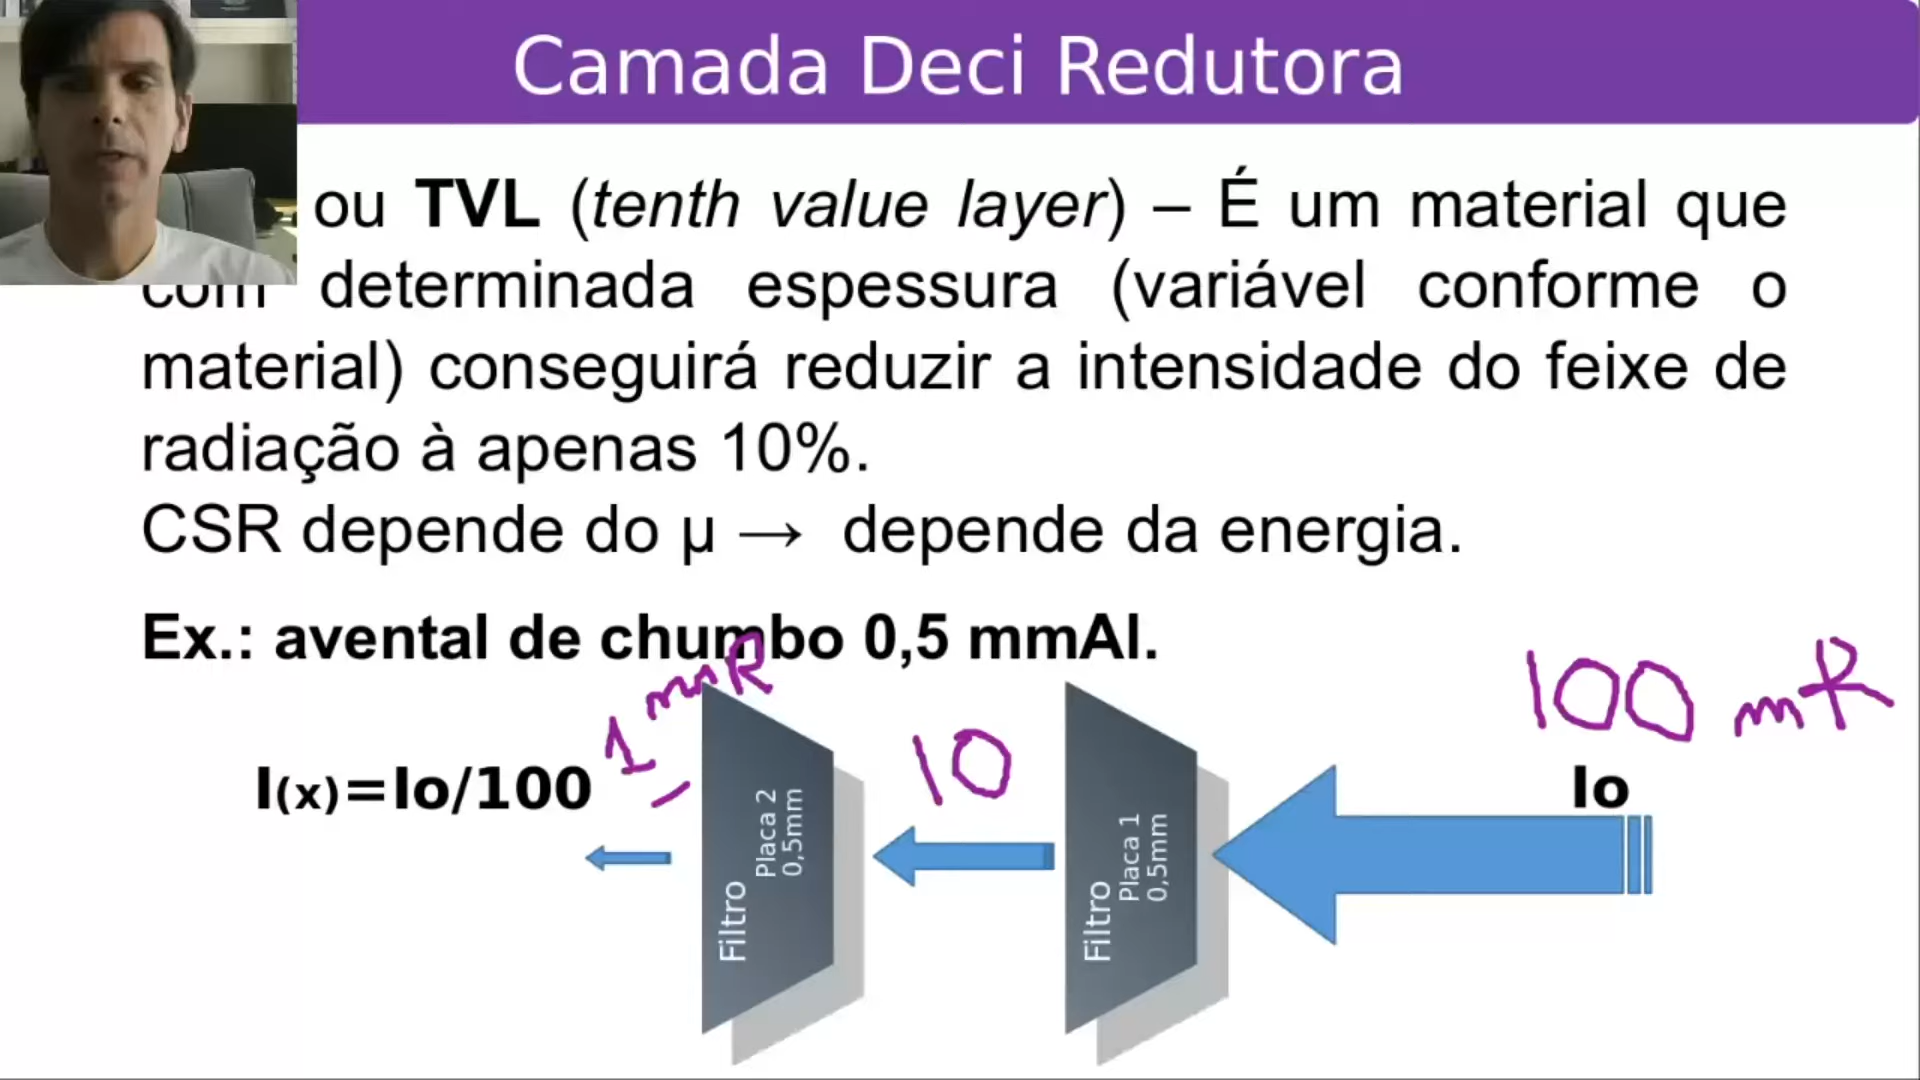 Camada Deci Redutora
ou TVL (tenth value layer) – É um material que
com determinada espessura (variável conforme o
material) conseguirá reduzir a intensidade do feixe de
radiação à apenas 10%.
CSR depende do μ → depende da energia.
Ex.: avental de chumbo 0,5 mmAl.
1 mR
10
100 mR
I(x)=Io/100
Io
Filtro
Placa 2
0,5mm
Filtro
Placa 1
0,5mm